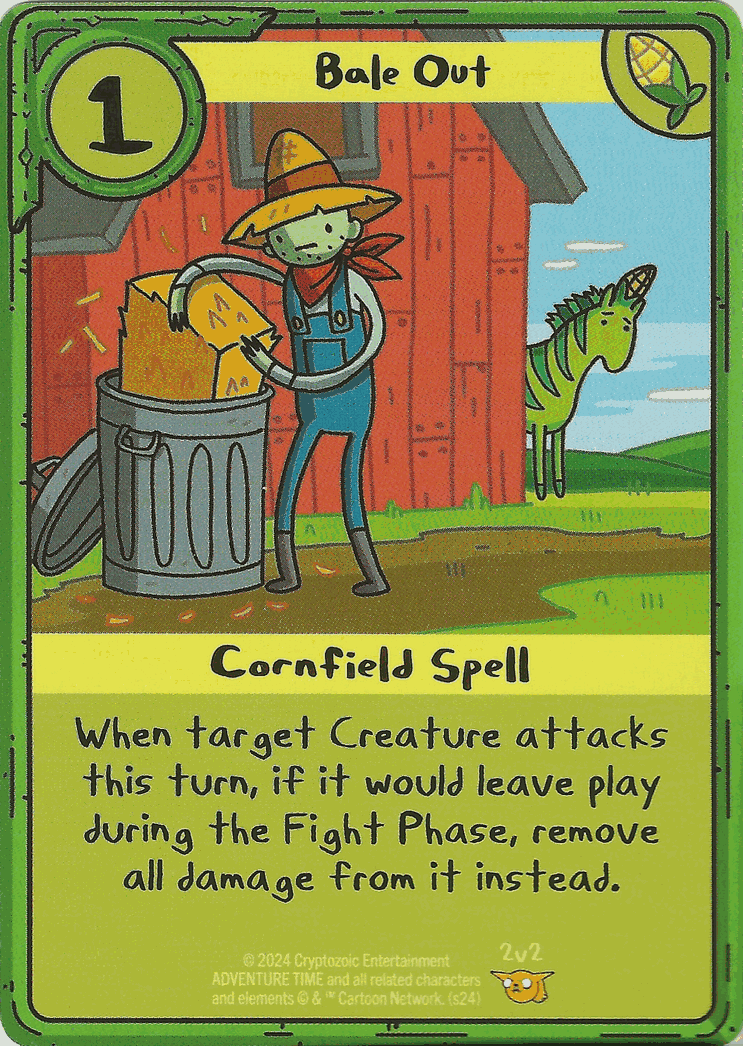 1
Bale Out
Cornfield Spell
When target Creature attacks
this turn, if it would leave play
during the Fight Phase, remove
all damage from it instead.
2v2
© 2024 Cryptozoic Entertainment
ADVENTURE TIME and all related characters
and elements © & ™ Cartoon Network. (s24)